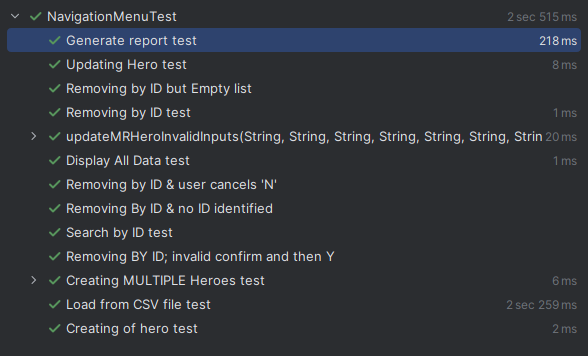 NavigationMenuTest 2 sec 515 ms
Generate report test 218 ms
Updating Hero test 8 ms
Removing by ID but Empty list
Removing by ID test 1 ms
updateMRHeroInvalidInputs(String, String, String, String, String, String, Strin 20 ms
Display All Data test 1 ms
Removing by ID & user cancels 'N'
Removing By ID & no ID identified
Search by ID test
Removing BY ID; invalid confirm and then Y
Creating MULTIPLE Heroes test 6 ms
Load from CSV file test 2 sec 259 ms
Creating of hero test 2 ms